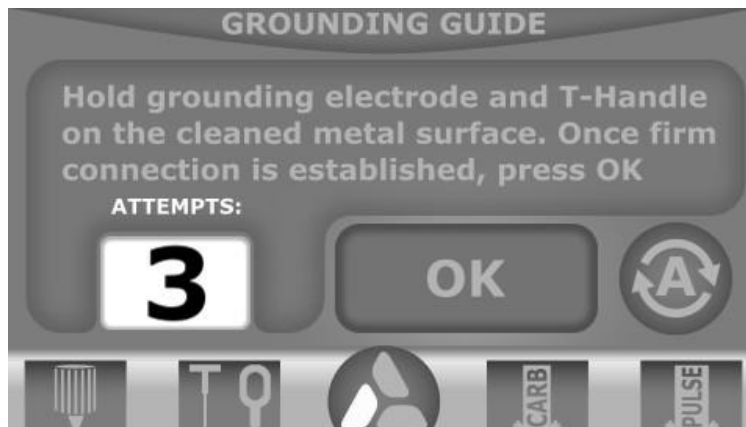 GROUNDING GUIDE
Hold grounding electrode and T-Handle
on the cleaned metal surface. Once firm
connection is established, press OK
ATTEMPTS:
3
OK
A
CARB
PULSE